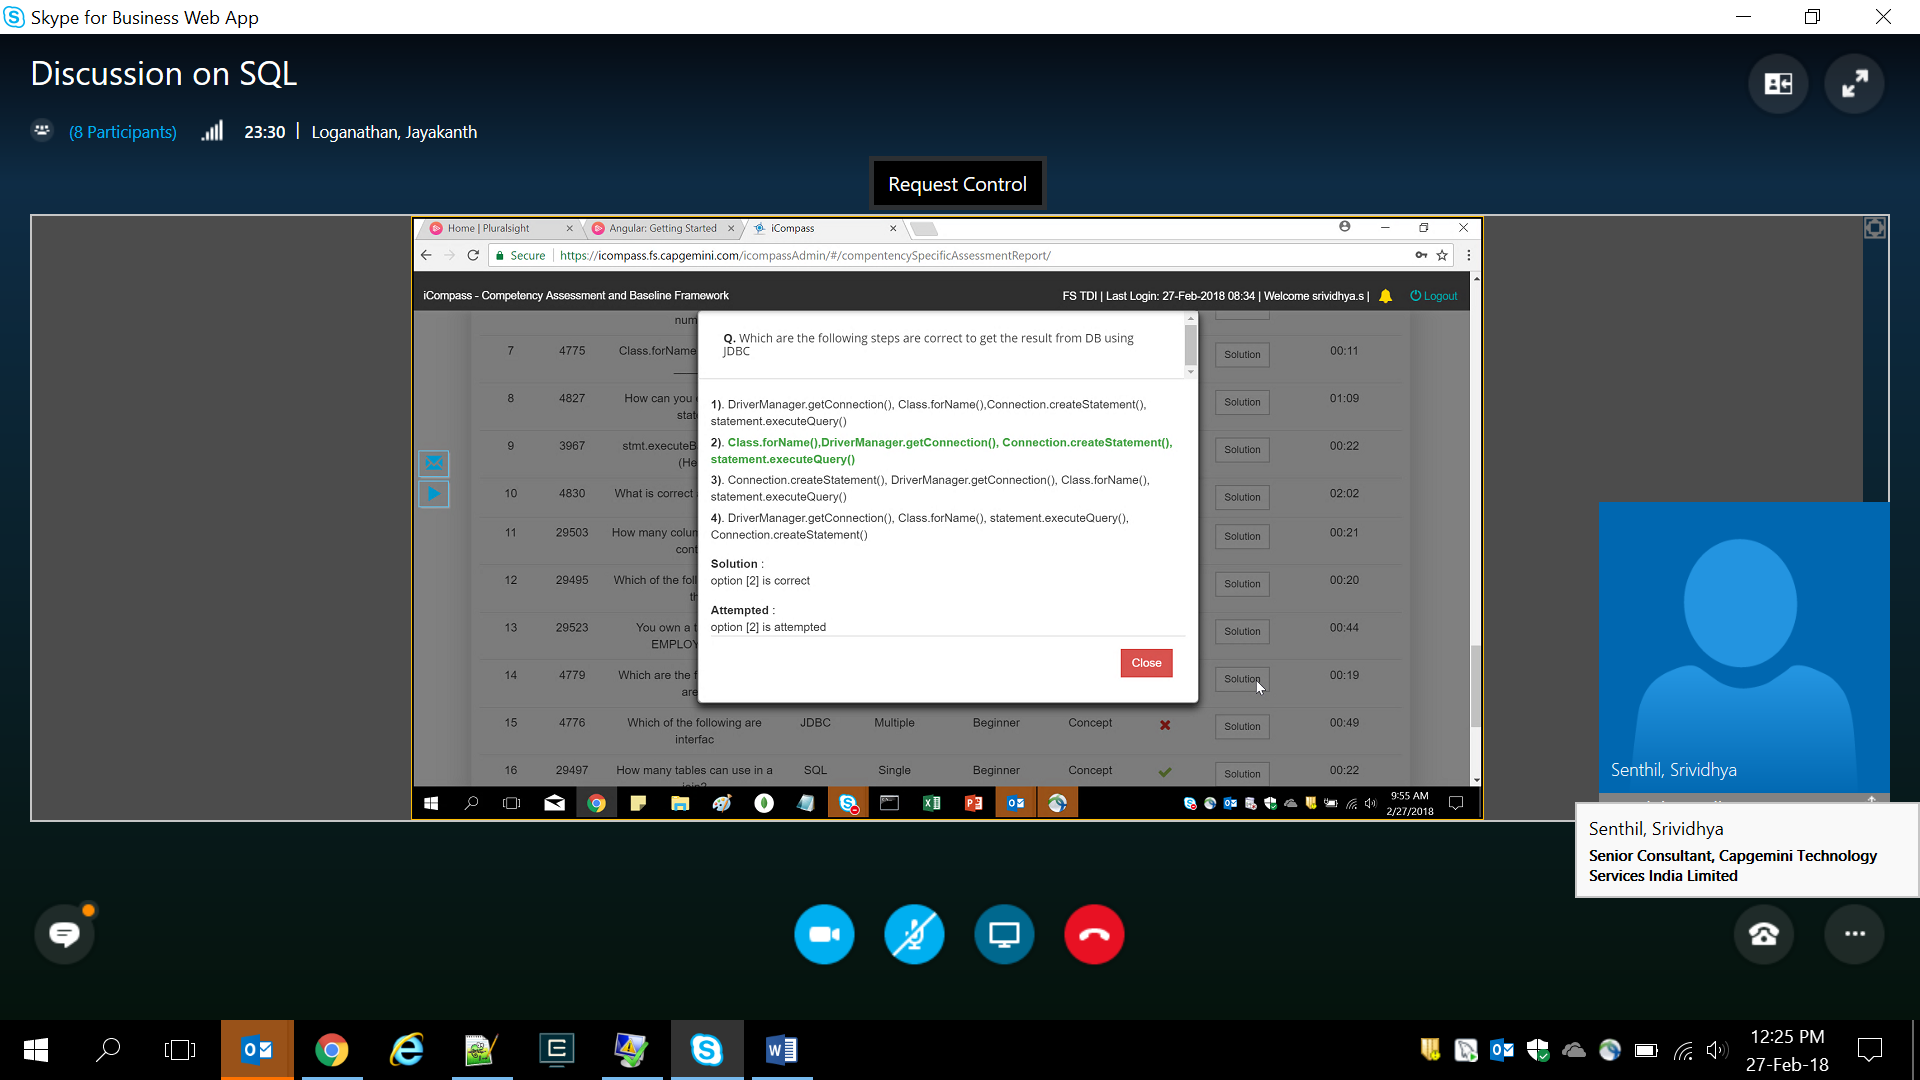 Skype for Business Web App
Discussion on SQL
(8 Participants) 23:30 | Loganathan, Jayakanth
Request Control
Home | Pluralsight
Angular: Getting Started
iCompass
Secure https://icompass.fs.capgemini.com/icompassAdmin/#/compentencySpecificAssessmentReport/
iCompass - Competency Assessment and Baseline Framework
FS TDI | Last Login: 27-Feb-2018 08:34 | Welcome srividhya.s | Logout
num
7 4775 Class.forName Solution 00:11
8 4827 How can you Solution 01:09
stat
9 3967 stmt.executeB Solution 00:22
(He
10 4830 What is correct Solution 02:02
11 29503 How many colum Solution 00:21
cont
12 29495 Which of the foll Solution 00:20
th
13 29523 You own a t Solution 00:44
EMPLOY
14 4779 Which are the f Solution 00:19
are
15 4776 Which of the following are JDBC Multiple Beginner Concept Solution 00:49
interfac
16 29497 How many tables can use in a SQL Single Beginner Concept Solution 00:22
join?
Q. Which are the following steps are correct to get the result from DB using
JDBC
1). DriverManager.getConnection(), Class.forName(),Connection.createStatement(),
statement.executeQuery()
2). Class.forName(),DriverManager.getConnection(), Connection.createStatement(),
statement.executeQuery()
3). Connection.createStatement(), DriverManager.getConnection(), Class.forName(),
statement.executeQuery()
4). DriverManager.getConnection(), Class.forName(), statement.executeQuery(),
Connection.createStatement()
Solution :
option [2] is correct
Attempted :
option [2] is attempted
Close
9:55 AM
2/27/2018
Senthil, Srividhya
Senthil, Srividhya
Senior Consultant, Capgemini Technology
Services India Limited
12:25 PM
27-Feb-18